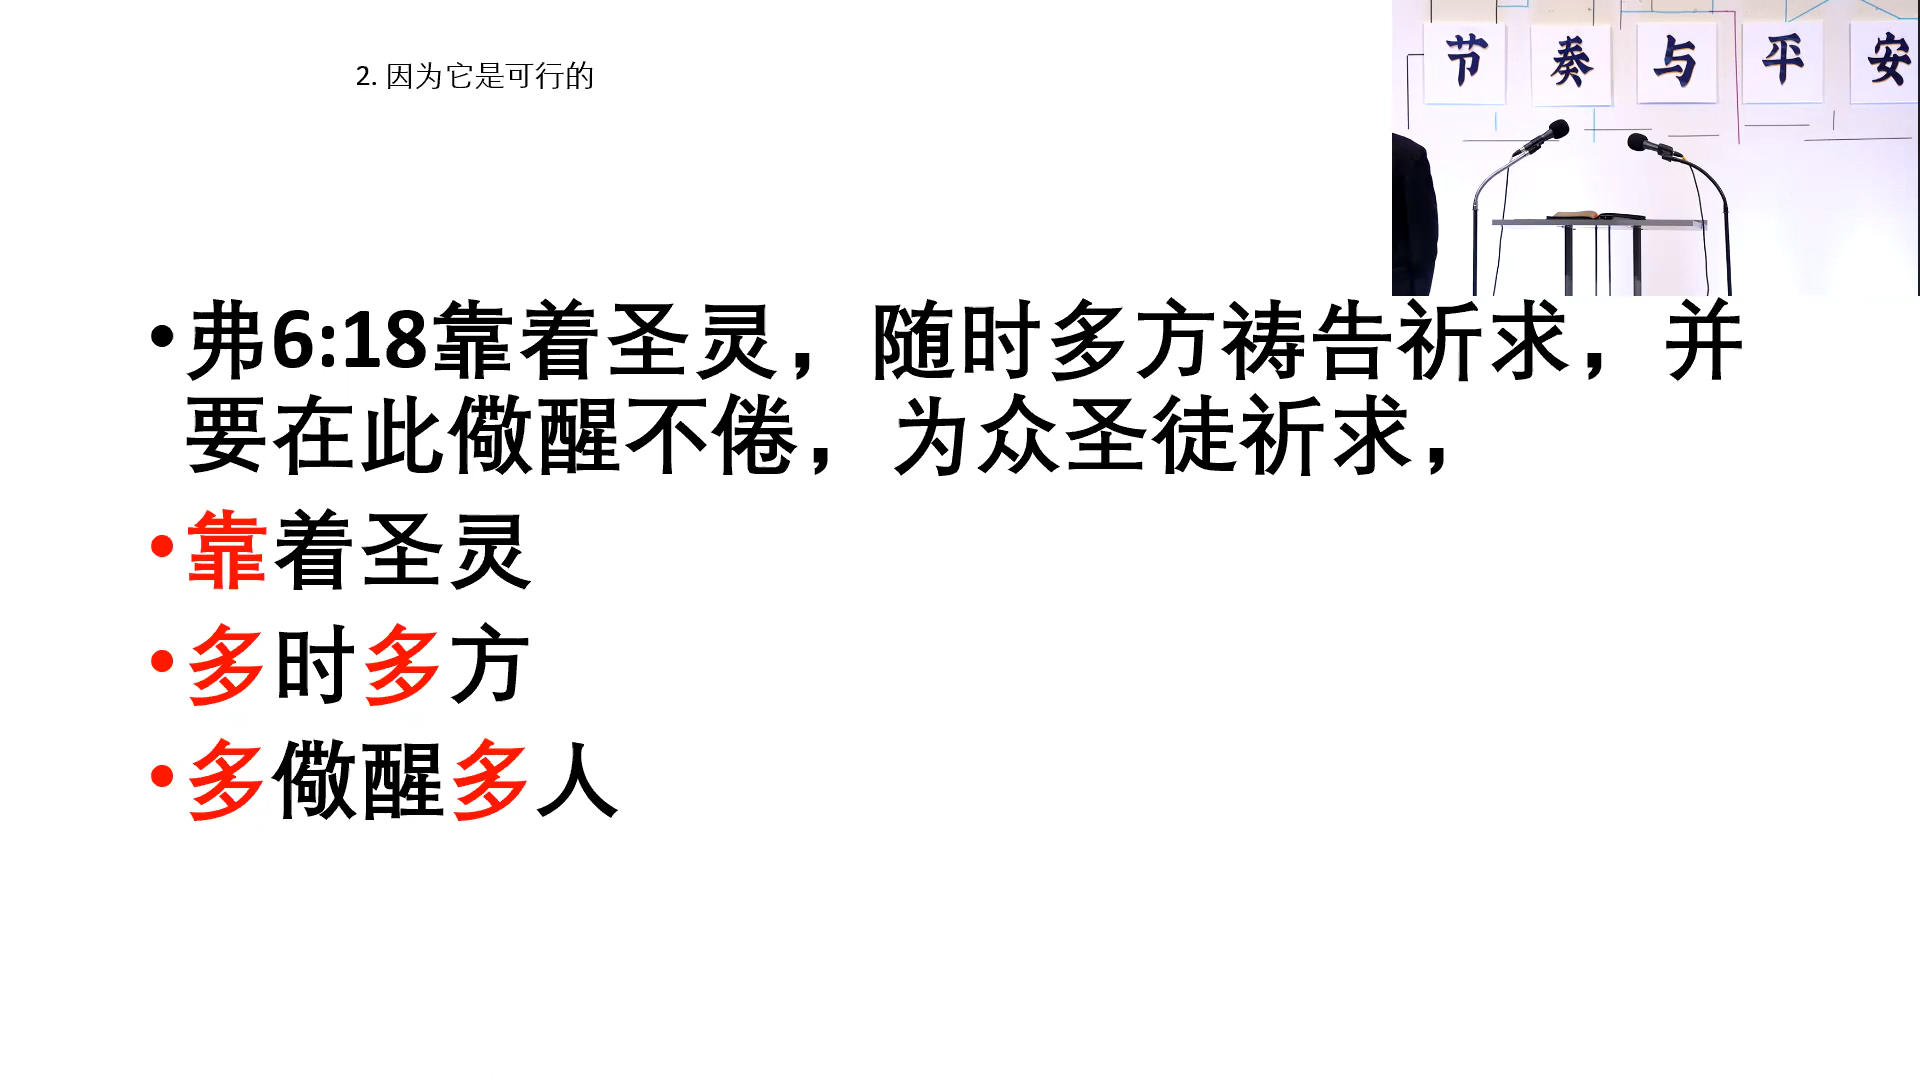 2. 因为它是可行的
节奏与平安
•弗6:18靠着圣灵，随时多方祷告祈求，并
要在此儆醒不倦，为众圣徒祈求，
•靠着圣灵
•多时多方
•多儆醒多人